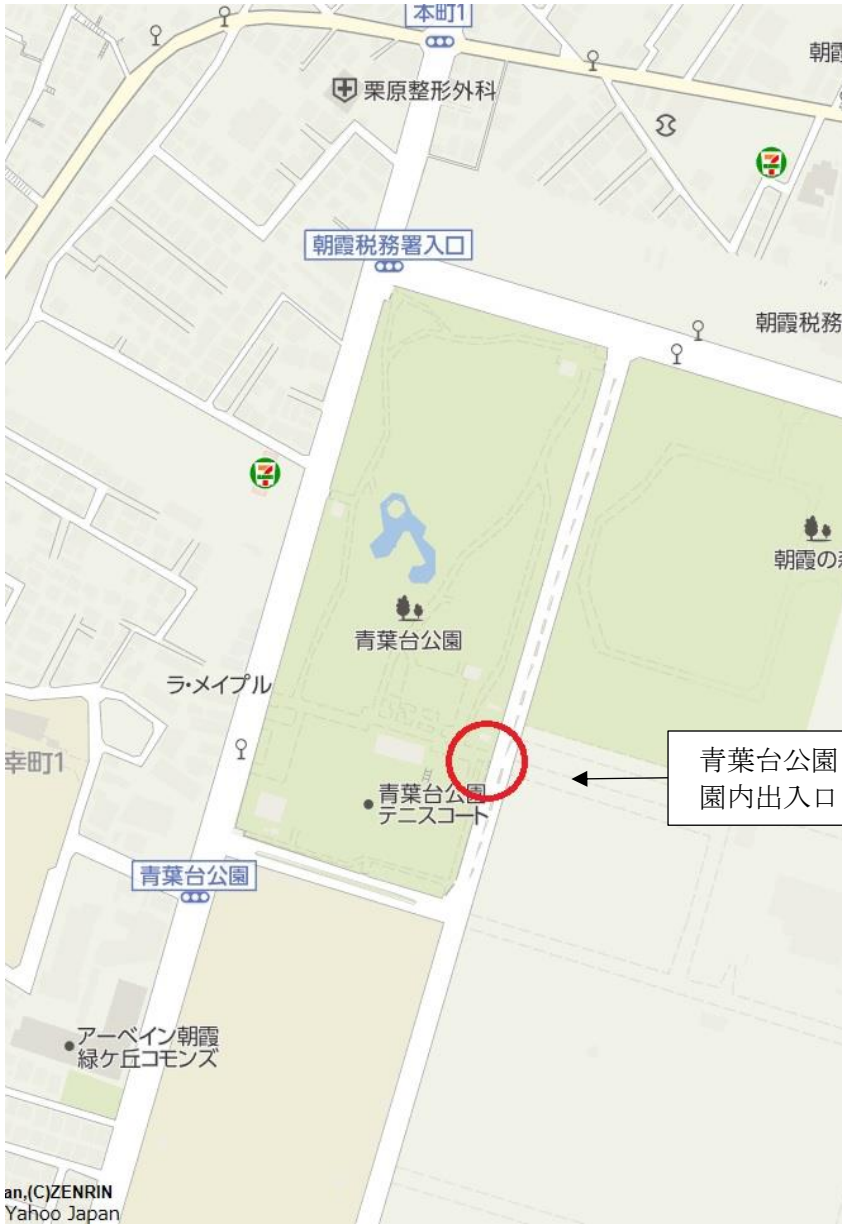 本町1
朝霞
栗原整形外科
朝霞税務署入口
朝霞税務
朝霞の
青葉台公園
ラ・メイプル
幸町1
青葉台公園
園内出入口
青葉台公園
テニスコート
青葉台公園
アーベイン朝霞
緑ケ丘コモンズ
an,(C)ZENRIN
Yahoo Japan